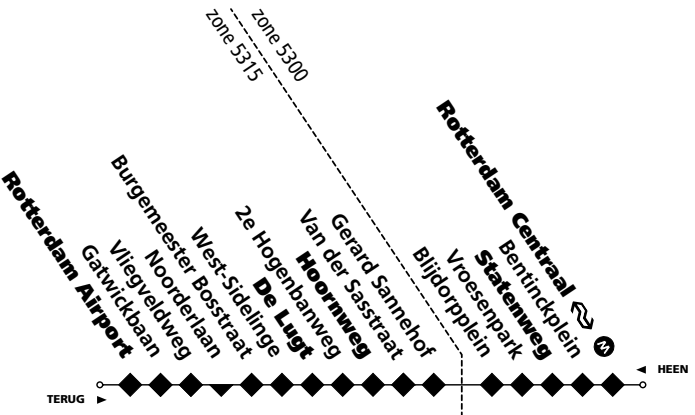 zone 5315
zone 5300
Rotterdam Airport
Gatwickbaan
Vliegveldweg
Noorderlaan
Burgemeester Bosstraat
West-Sidelinge
De Lugt
2e Hogenbanweg
Hoornweg
Van der Sasstraat
Gerard Sannehof
Blijdorpplein
Vroesenpark
Statenweg
Bentinckplein
Rotterdam Centraal M
HEEN
TERUG